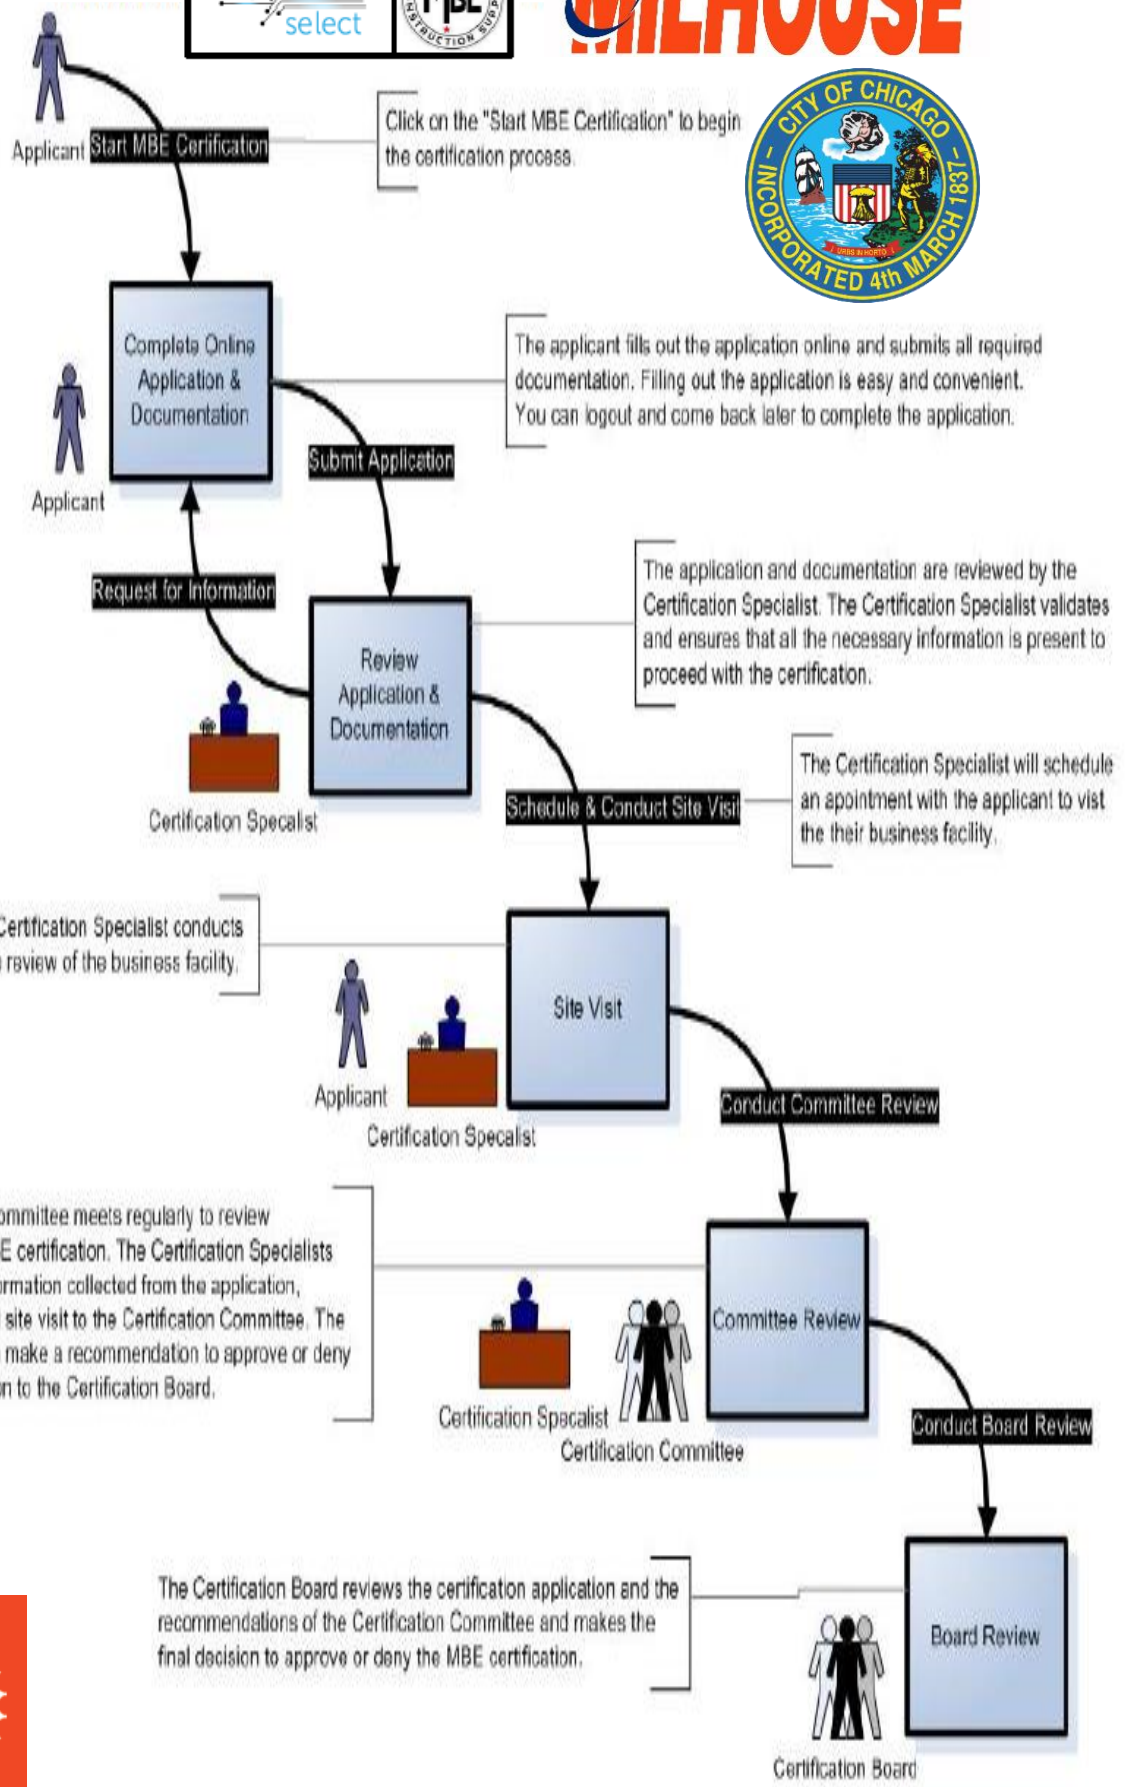 select
MBE
CONSTRUCTION SUPP
MILHOUSE
CITY OF CHICAGO
INCORPORATED 4th MARCH 1837
URBS IN HORTO
Applicant
Start MBE Certification
Click on the "Start MBE Certification" to begin
the certification process.
Complete Online
Application &
Documentation
Applicant
The applicant fills out the application online and submits all required
documentation. Filling out the application is easy and convenient.
You can logout and come back later to complete the application.
Submit Application
Request for Information
Review
Application &
Documentation
Certification Specalist
The application and documentation are reviewed by the
Certification Specialist. The Certification Specialist validates
and ensures that all the necessary information is present to
proceed with the certification.
Schedule & Conduct Site Visit
The Certification Specialist will schedule
an apointment with the applicant to vist
the their business facility.
Certification Specialist conducts
review of the business facility.
Site Visit
Applicant
Certification Specalist
Conduct Committee Review
ommittee meets regularly to review
E certification. The Certification Specialists
ormation collected from the application,
site visit to the Certification Committee. The
make a recommendation to approve or deny
n to the Certification Board.
Committee Review
Certification Specalist
Certification Committee
Conduct Board Review
The Certification Board reviews the certification application and the
recommendations of the Certification Committee and makes the
final decision to approve or deny the MBE certification.
Board Review
Certification Board